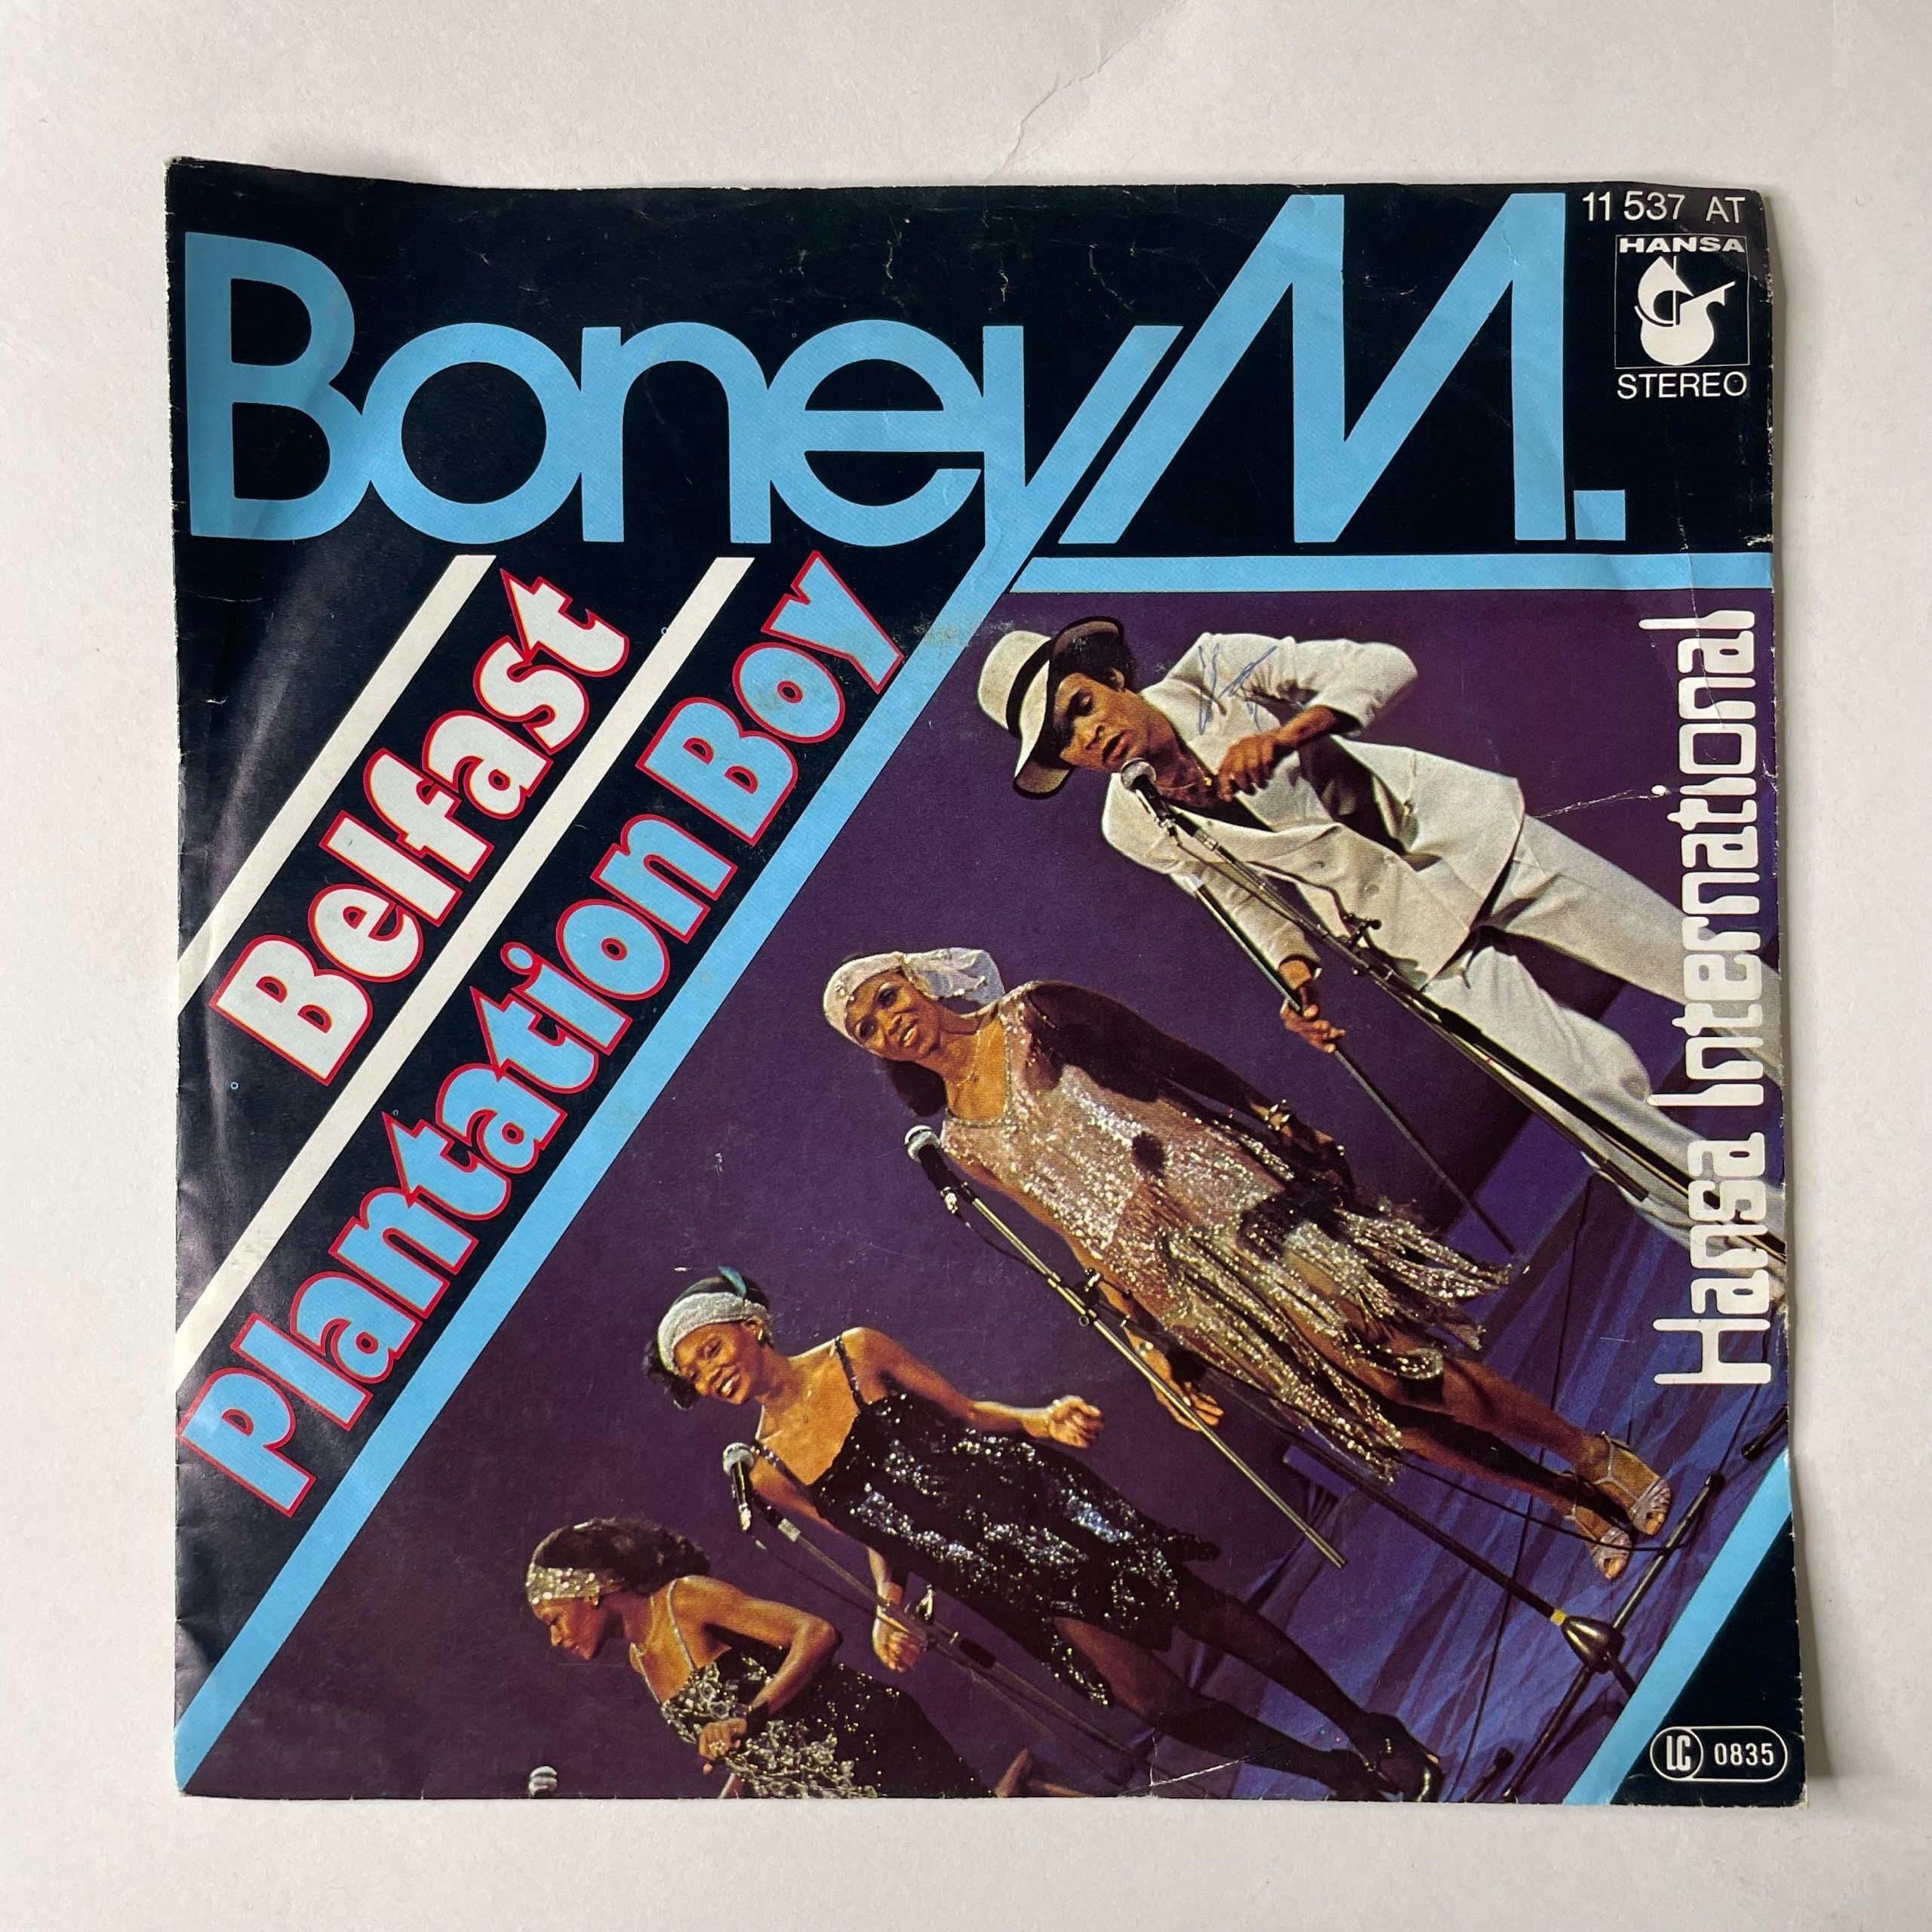 Boney M.
11 537 AT
HANSA
STEREO
Belfast
Plantation Boy
Hansa International
LC 0835